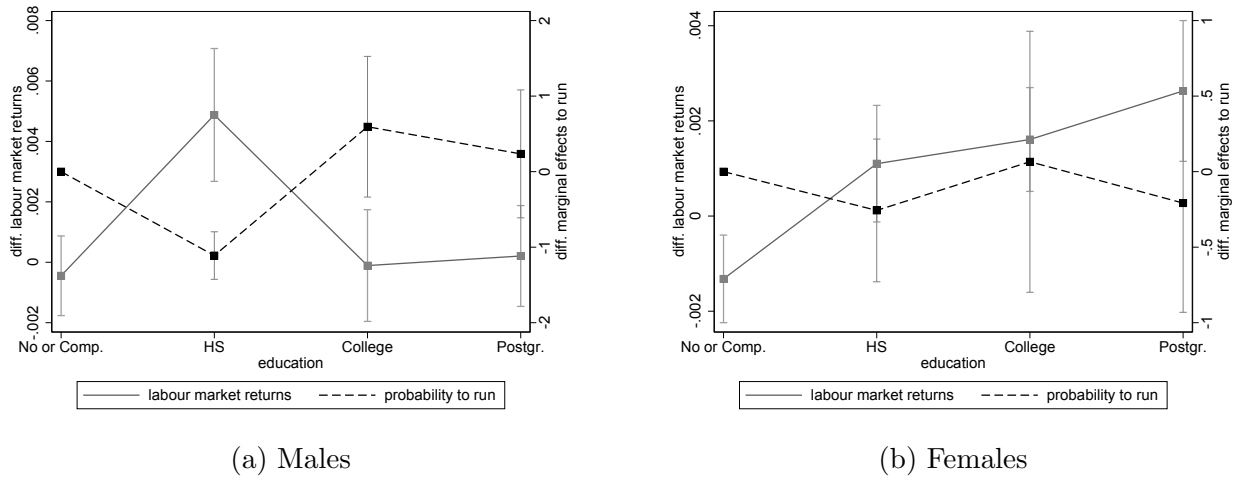 diff. labour market returns
-.002 0 .002 .004 .006 .008
diff. marginal effects to run
-2 -1 0 1 2
No or Comp. HS College Postgr.
education
labour market returns probability to run
(a) Males
diff. labour market returns
-.002 0 .002 .004
diff. marginal effects to run
-1 -.5 0 .5 1
No or Comp. HS College Postgr.
education
labour market returns probability to run
(b) Females